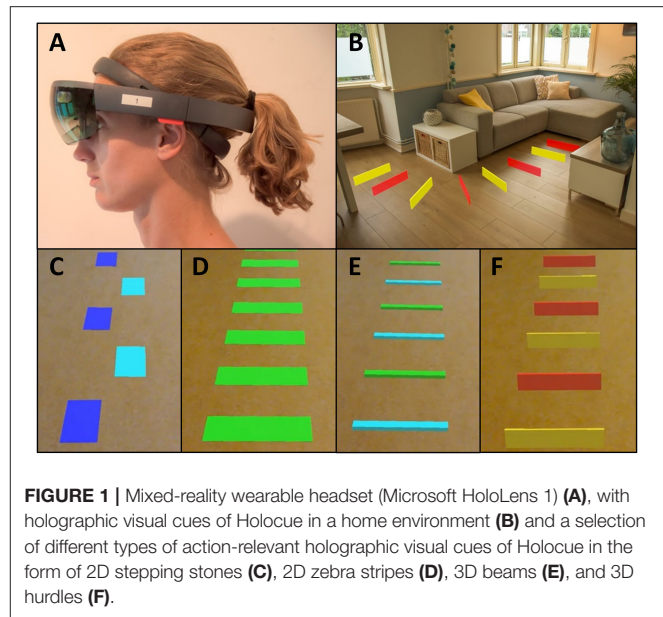 A
B
1
C
D
E
F
FIGURE 1 | Mixed-reality wearable headset (Microsoft HoloLens 1) (A), with
holographic visual cues of Holocue in a home environment (B) and a selection
of different types of action-relevant holographic visual cues of Holocue in the
form of 2D stepping stones (C), 2D zebra stripes (D), 3D beams (E), and 3D
hurdles (F).